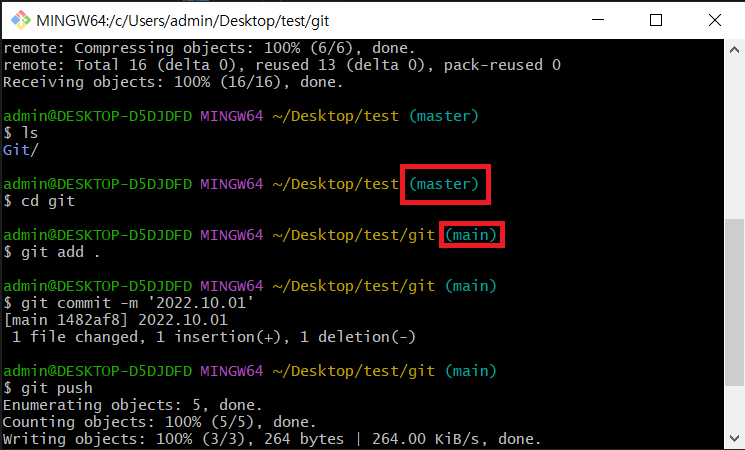 MINGW64:/c/Users/admin/Desktop/test/git
remote: Compressing objects: 100% (6/6), done.
remote: Total 16 (delta 0), reused 13 (delta 0), pack-reused 0
Receiving objects: 100% (16/16), done.
admin@DESKTOP-D5DJDFD MINGW64 ~/Desktop/test (master)
$ ls
Git/
admin@DESKTOP-D5DJDFD MINGW64 ~/Desktop/test (master)
$ cd git
admin@DESKTOP-D5DJDFD MINGW64 ~/Desktop/test/git (main)
$ git add .
admin@DESKTOP-D5DJDFD MINGW64 ~/Desktop/test/git (main)
$ git commit -m '2022.10.01'
[main 1482af8] 2022.10.01
 1 file changed, 1 insertion(+), 1 deletion(-)
admin@DESKTOP-D5DJDFD MINGW64 ~/Desktop/test/git (main)
$ git push
Enumerating objects: 5, done.
Counting objects: 100% (5/5), done.
Writing objects: 100% (3/3), 264 bytes | 264.00 KiB/s, done.